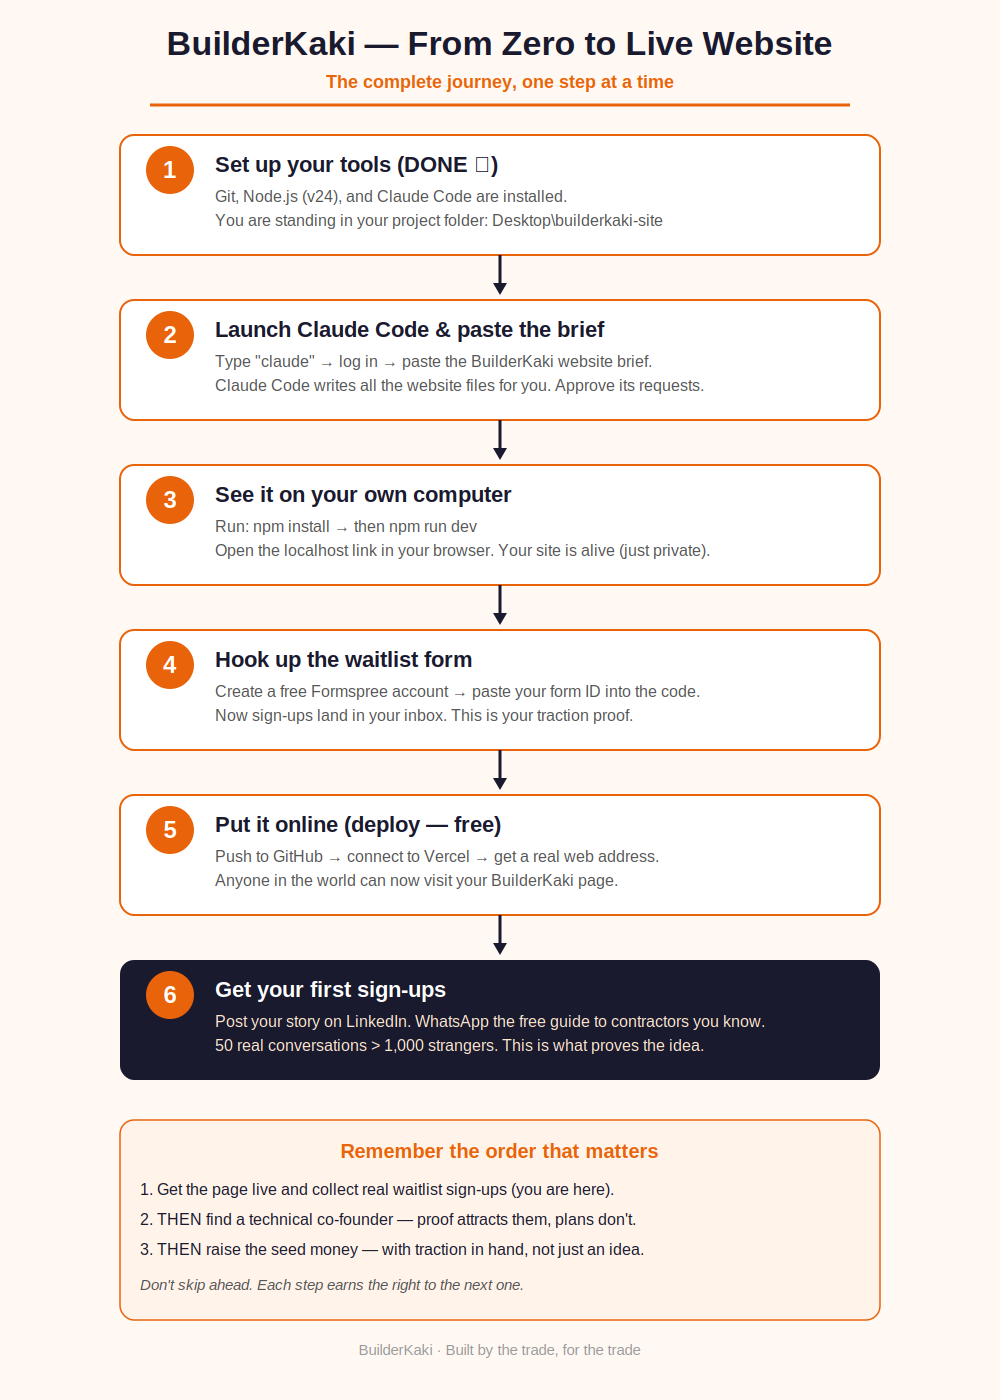 BuilderKaki — From Zero to Live Website
The complete journey, one step at a time
1
Set up your tools (DONE )
Git, Node.js (v24), and Claude Code are installed.
You are standing in your project folder: Desktop\builderkaki-site
2
Launch Claude Code & paste the brief
Type "claude" → log in → paste the BuilderKaki website brief.
Claude Code writes all the website files for you. Approve its requests.
3
See it on your own computer
Run: npm install → then npm run dev
Open the localhost link in your browser. Your site is alive (just private).
4
Hook up the waitlist form
Create a free Formspree account → paste your form ID into the code.
Now sign-ups land in your inbox. This is your traction proof.
5
Put it online (deploy — free)
Push to GitHub → connect to Vercel → get a real web address.
Anyone in the world can now visit your BuilderKaki page.
6
Get your first sign-ups
Post your story on LinkedIn. WhatsApp the free guide to contractors you know.
50 real conversations > 1,000 strangers. This is what proves the idea.
Remember the order that matters
1. Get the page live and collect real waitlist sign-ups (you are here).
2. THEN find a technical co-founder — proof attracts them, plans don't.
3. THEN raise the seed money — with traction in hand, not just an idea.
Don't skip ahead. Each step earns the right to the next one.
BuilderKaki · Built by the trade, for the trade